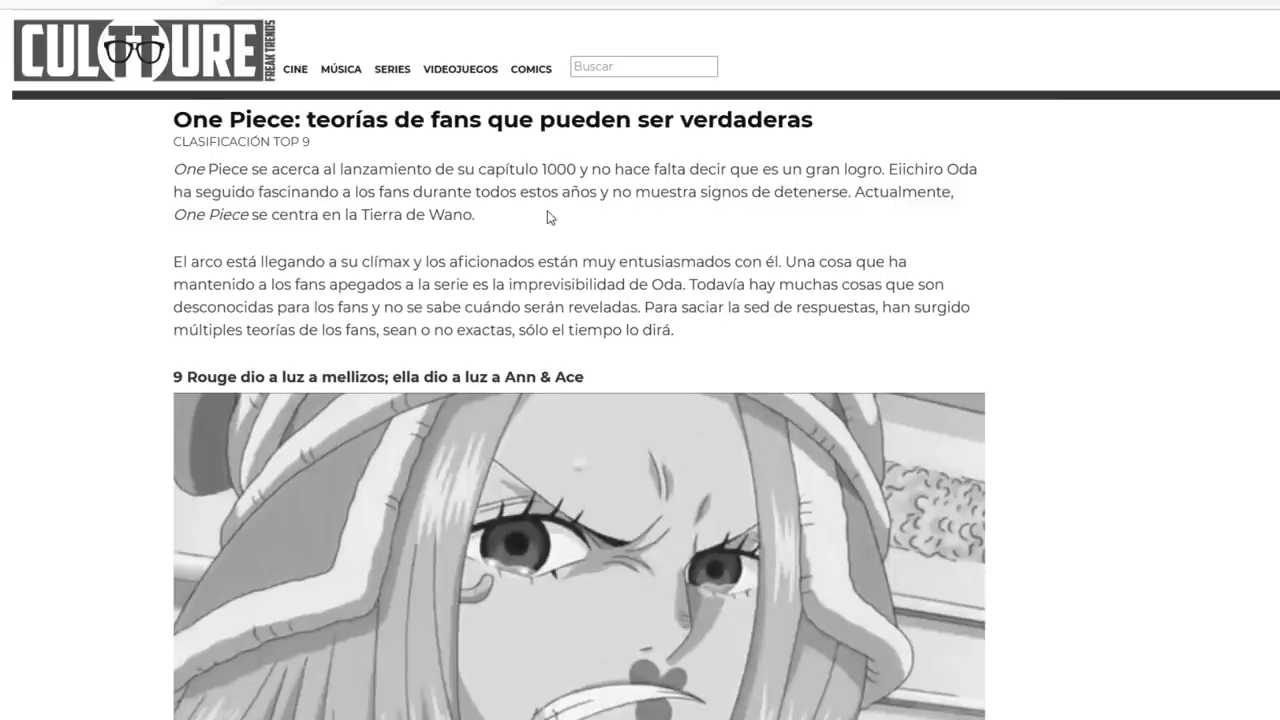 CULTTURE
FREAK TRENDS
CINE MÚSICA SERIES VIDEOJUEGOS COMICS Buscar
One Piece: teorías de fans que pueden ser verdaderas
CLASIFICACIÓN TOP 9
One Piece se acerca al lanzamiento de su capítulo 1000 y no hace falta decir que es un gran logro. Eiichiro Oda
ha seguido fascinando a los fans durante todos estos años y no muestra signos de detenerse. Actualmente,
One Piece se centra en la Tierra de Wano.
El arco está llegando a su clímax y los aficionados están muy entusiasmados con él. Una cosa que ha
mantenido a los fans apegados a la serie es la imprevisibilidad de Oda. Todavía hay muchas cosas que son
desconocidas para los fans y no se sabe cuándo serán reveladas. Para saciar la sed de respuestas, han surgido
múltiples teorías de los fans, sean o no exactas, sólo el tiempo lo dirá.
9 Rouge dio a luz a mellizos; ella dio a luz a Ann & Ace